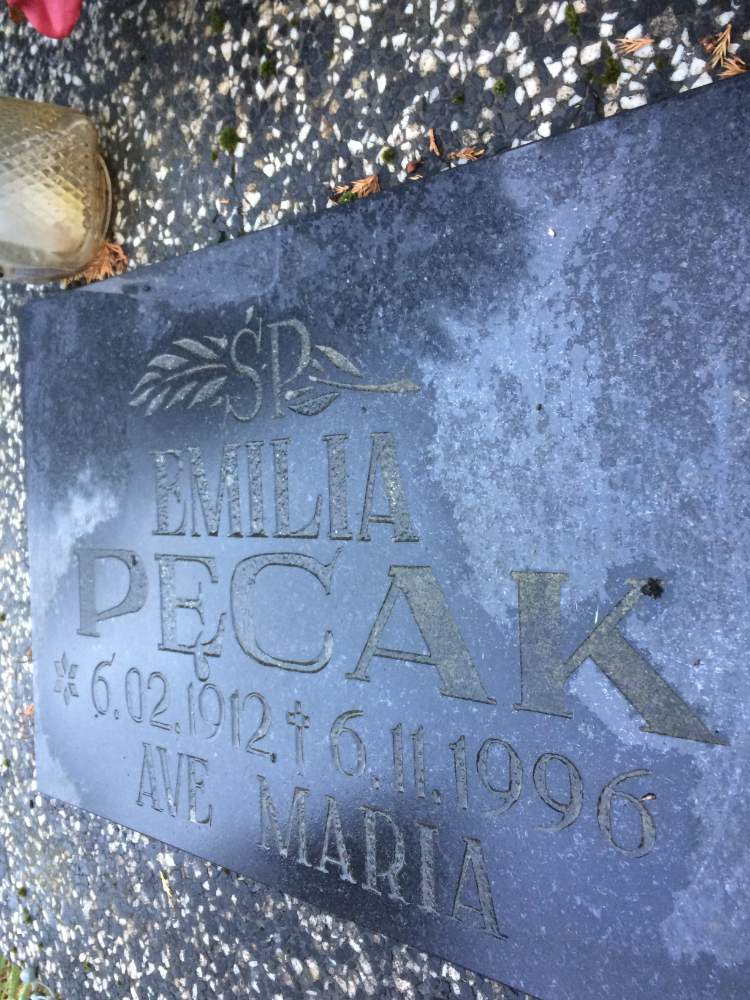 ŚP.
EMILIA
PĘCAK
* 6.02.1912 † 6.11.1996
AVE MARIA